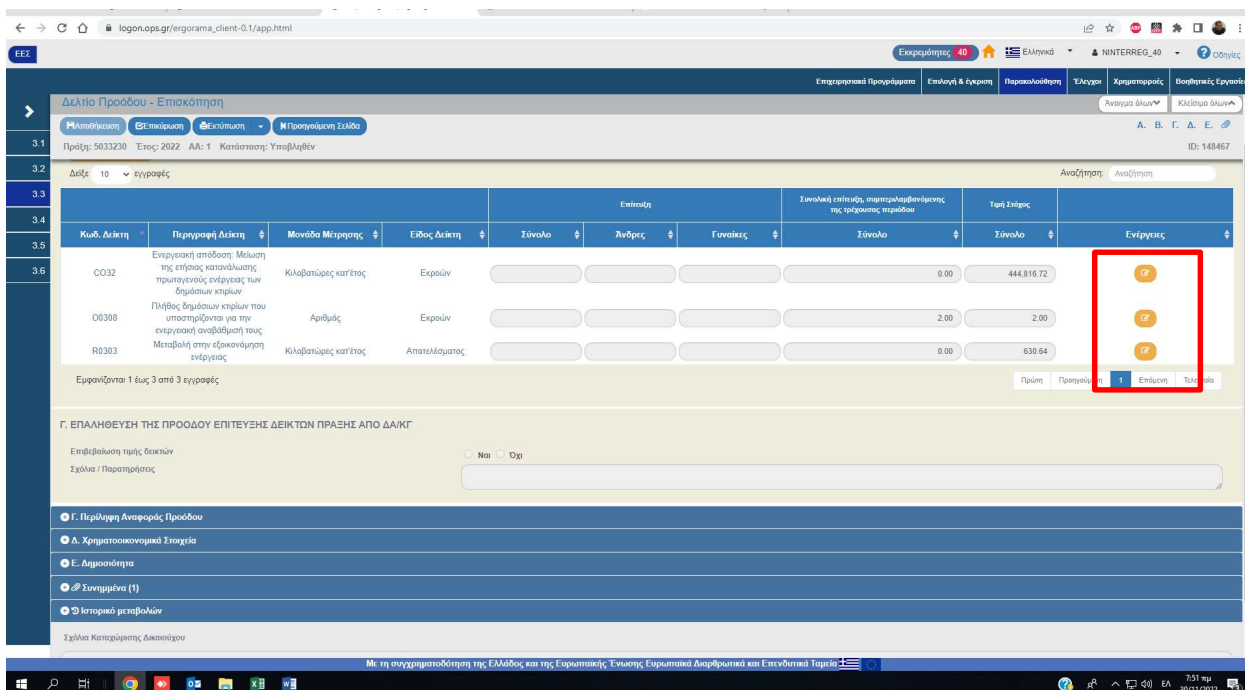 logon.ops.gr/ergorama_client-0.1/app.html
ΕΕΣ
Εκκρεμότητες 40 Ελληνικά NINTERREG_40 Οδηγίες
Επιχειρησιακά Προγράμματα Επιλογή & έγκριση Παρακολούθηση Έλεγχοι Χρηματορροές Βοηθητικές Εργασίε
Δελτίο Προόδου - Επισκόπηση Άνοιγμα όλων Κλείσιμο όλων
Αποθήκευση Επικύρωση Εκτύπωση Προηγούμενη Σελίδα Α. Β. Γ. Δ. Ε.
Πράξη: 5033230 Έτος: 2022 ΑΑ: 1 Κατάσταση: Υποβληθέν ID: 148467
3.1
3.2
3.3
3.4
3.5
3.6
Δείξε 10 εγγραφές Αναζήτηση: Αναζήτηση
Επίτευξη Συνολική επίτευξη, συμπεριλαμβανόμενης της τρέχουσας περιόδου Τιμή Στόχος
Κωδ. Δείκτη Περιγραφή Δείκτη Μονάδα Μέτρησης Είδος Δείκτη Σύνολο Άνδρες Γυναίκες Σύνολο Σύνολο Ενέργειες
CO32 Ενεργειακή απόδοση: Μείωση της ετήσιας κατανάλωσης πρωτογενούς ενέργειας των δημόσιων κτιρίων Κιλοβατώρες κατ'έτος Εκροών 0.00 444,816.72
O0308 Πλήθος δημόσιων κτιρίων που υποστηρίζονται για την ενεργειακή αναβάθμισή τους Αριθμός Εκροών 2.00 2.00
R0303 Μεταβολή στην εξοικονόμηση ενέργειας Κιλοβατώρες κατ'έτος Αποτελέσματος 0.00 630.64
Εμφανίζονται 1 έως 3 από 3 εγγραφές Πρώτη 1 Επόμενη
Γ. ΕΠΑΛΗΘΕΥΣΗ ΤΗΣ ΠΡΟΟΔΟΥ ΕΠΙΤΕΥΞΗΣ ΔΕΙΚΤΩΝ ΠΡΑΞΗΣ ΑΠΟ ΔΑ/ΚΓ
Επιβεβαίωση τιμής δεικτών Ναι Όχι
Σχόλια / Παρατηρήσεις
Γ. Περίληψη Αναφοράς Προόδου
Δ. Χρηματοοικονομικά Στοιχεία
Ε. Δημοσιότητα
Συνημμένα (1)
Ιστορικό μεταβολών
Σχόλια Καταχώρισης Δικαιούχου
Με τη συγχρηματοδότηση της Ελλάδος και της Ευρωπαϊκής Ένωσης Ευρωπαϊκά Διαρθρωτικά και Επενδυτικά Ταμεία
ΕΛ 7:51 πμ
30/11/2022